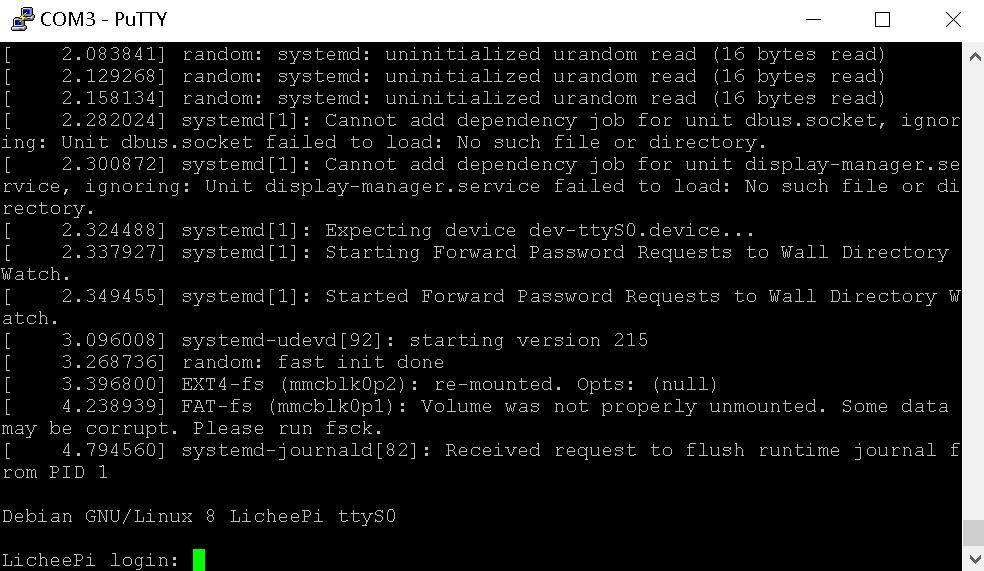 COM3 - PuTTY
[    2.083841] random: systemd: uninitialized urandom read (16 bytes read)
[    2.129268] random: systemd: uninitialized urandom read (16 bytes read)
[    2.158134] random: systemd: uninitialized urandom read (16 bytes read)
[    2.282024] systemd[1]: Cannot add dependency job for unit dbus.socket, ignor
ing: Unit dbus.socket failed to load: No such file or directory.
[    2.300872] systemd[1]: Cannot add dependency job for unit display-manager.se
rvice, ignoring: Unit display-manager.service failed to load: No such file or di
rectory.
[    2.324488] systemd[1]: Expecting device dev-ttyS0.device...
[    2.337927] systemd[1]: Starting Forward Password Requests to Wall Directory
Watch.
[    2.349455] systemd[1]: Started Forward Password Requests to Wall Directory W
atch.
[    3.096008] systemd-udevd[92]: starting version 215
[    3.268736] random: fast init done
[    3.396800] EXT4-fs (mmcblk0p2): re-mounted. Opts: (null)
[    4.238939] FAT-fs (mmcblk0p1): Volume was not properly unmounted. Some data
may be corrupt. Please run fsck.
[    4.794560] systemd-journald[82]: Received request to flush runtime journal f
rom PID 1
Debian GNU/Linux 8 LicheePi ttyS0
LicheePi login: